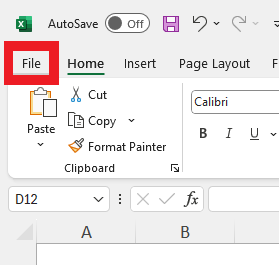 AutoSave Off
File Home Insert Page Layout
Cut
Copy
Paste
Format Painter
Calibri
B I
Clipboard
D12 fx
A B